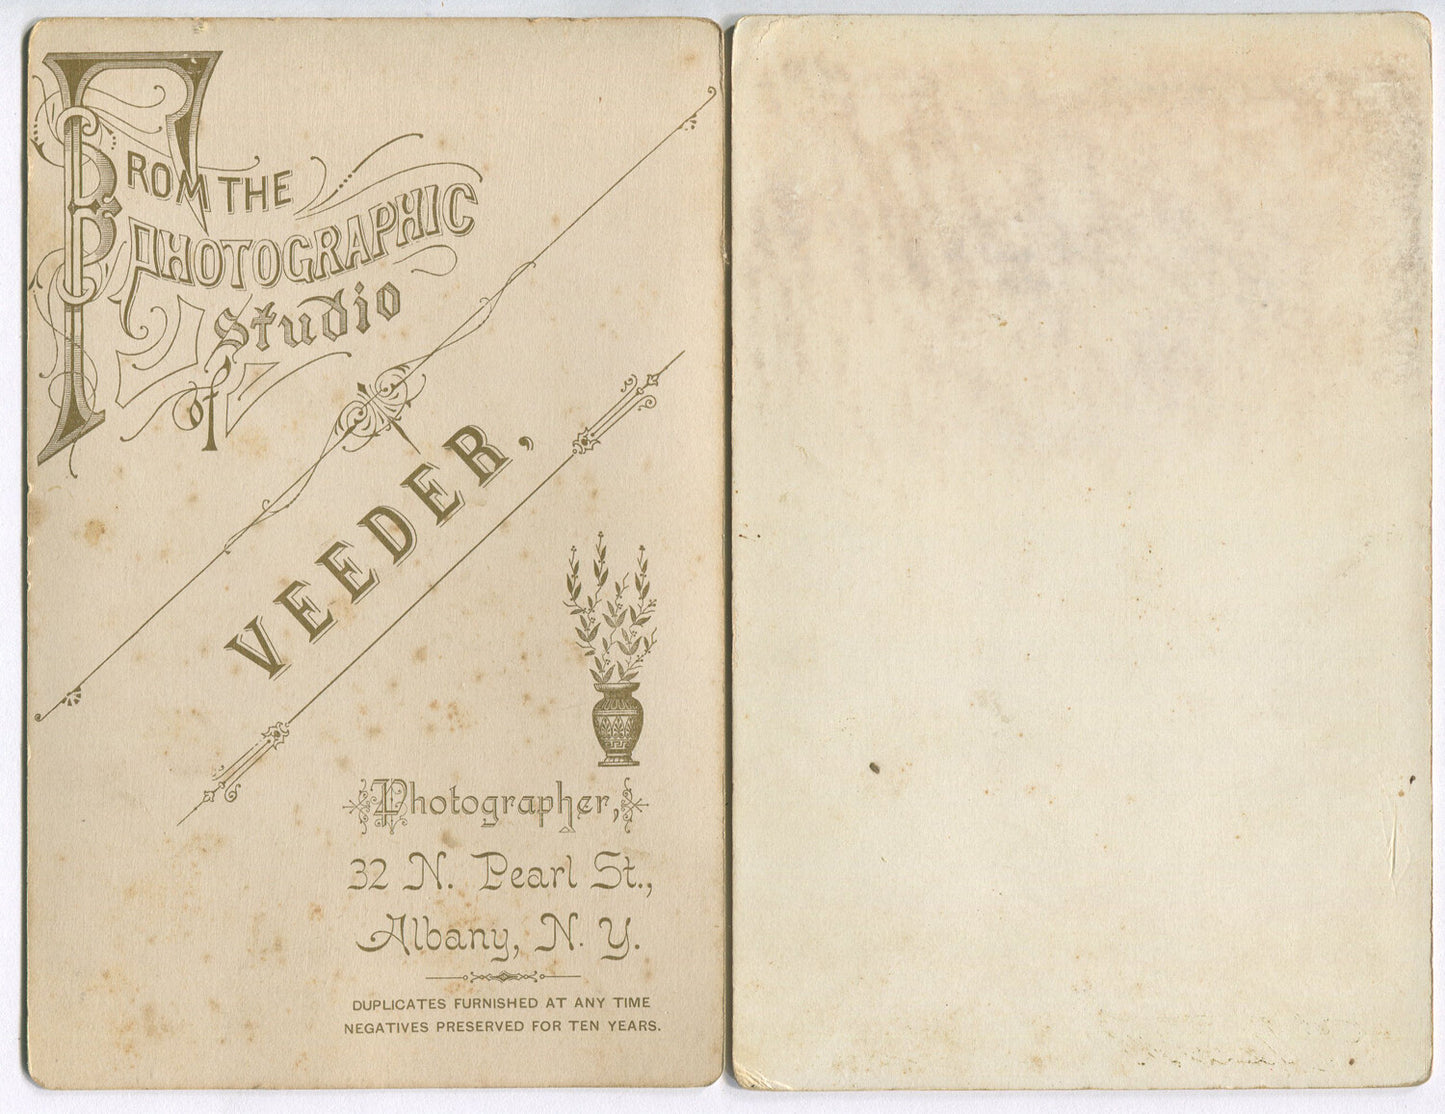 FROM THE
PHOTOGRAPHIC
Studio
of
VEEDER,
Photographer,
32 N. Pearl St.,
Albany, N. Y.
DUPLICATES FURNISHED AT ANY TIME
NEGATIVES PRESERVED FOR TEN YEARS.